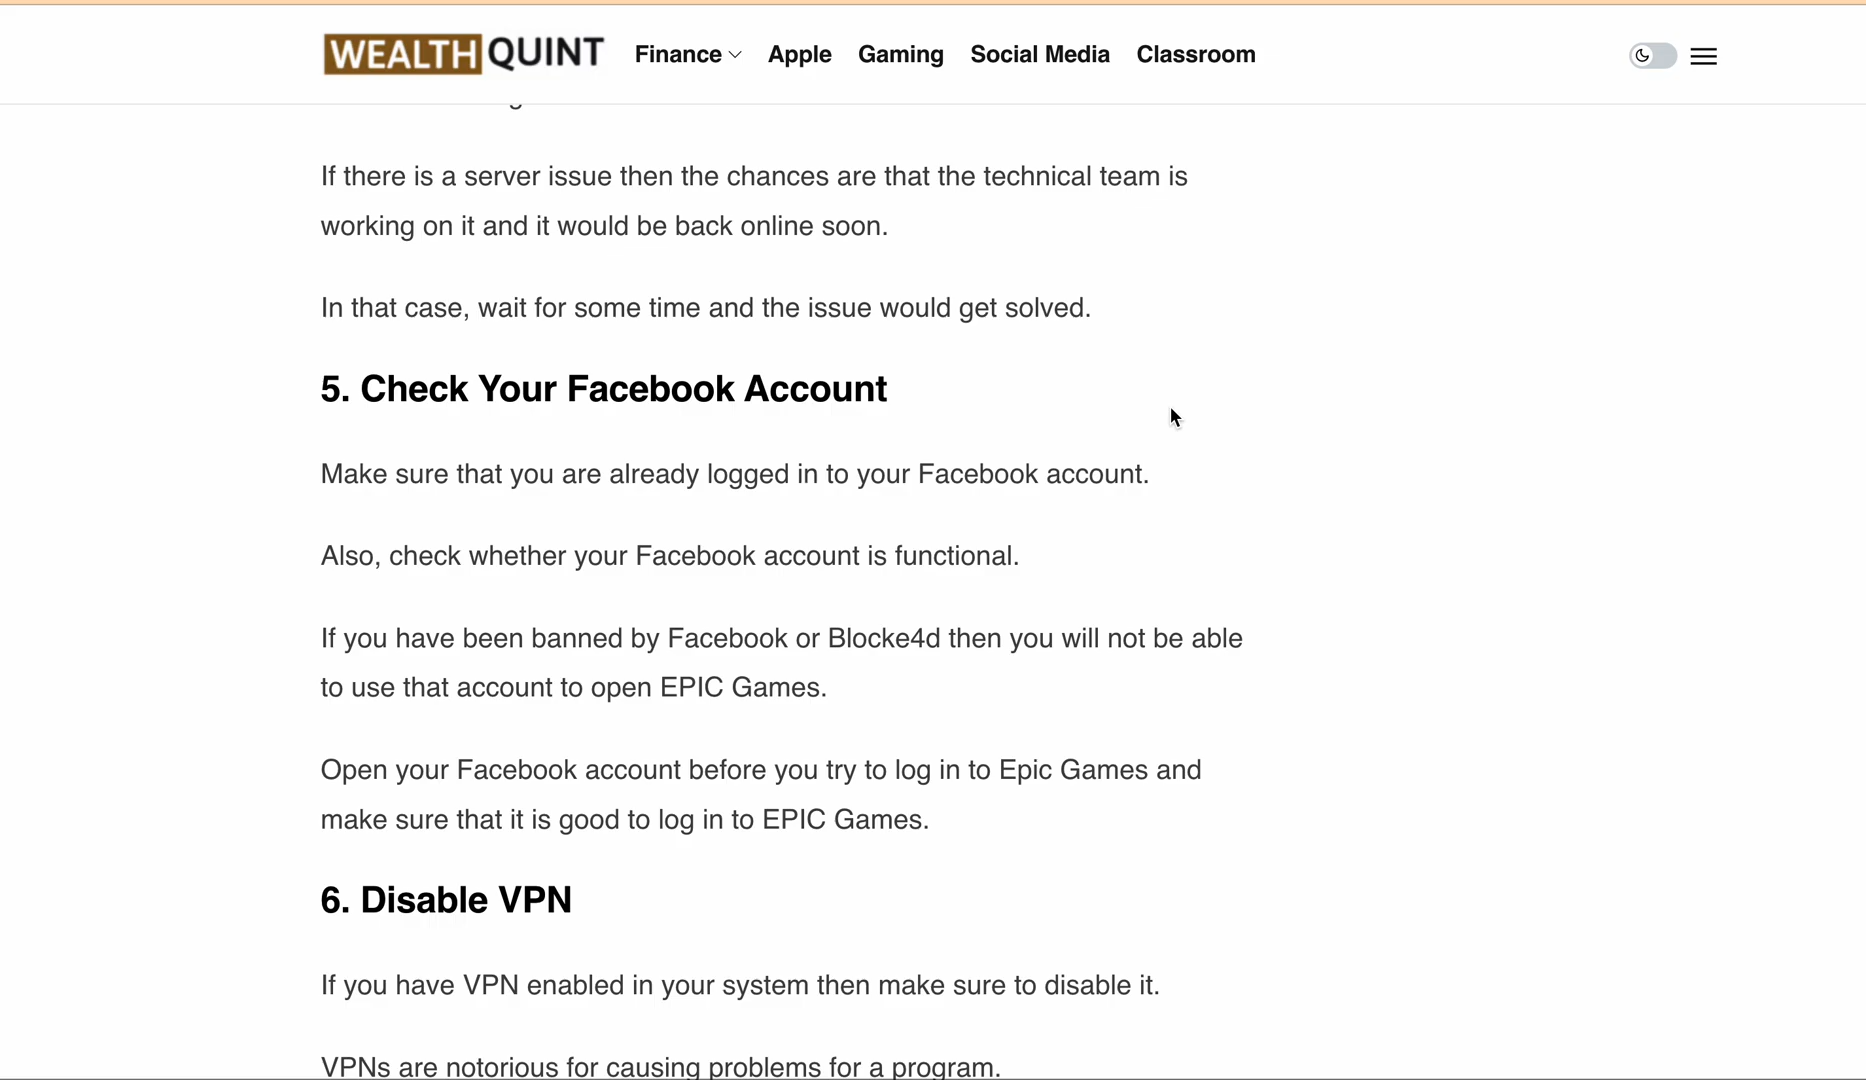 WEALTHQUINT Finance Apple Gaming Social Media Classroom
If there is a server issue then the chances are that the technical team is
working on it and it would be back online soon.
In that case, wait for some time and the issue would get solved.
5. Check Your Facebook Account
Make sure that you are already logged in to your Facebook account.
Also, check whether your Facebook account is functional.
If you have been banned by Facebook or Blocke4d then you will not be able
to use that account to open EPIC Games.
Open your Facebook account before you try to log in to Epic Games and
make sure that it is good to log in to EPIC Games.
6. Disable VPN
If you have VPN enabled in your system then make sure to disable it.
VPNs are notorious for causing problems for a program.